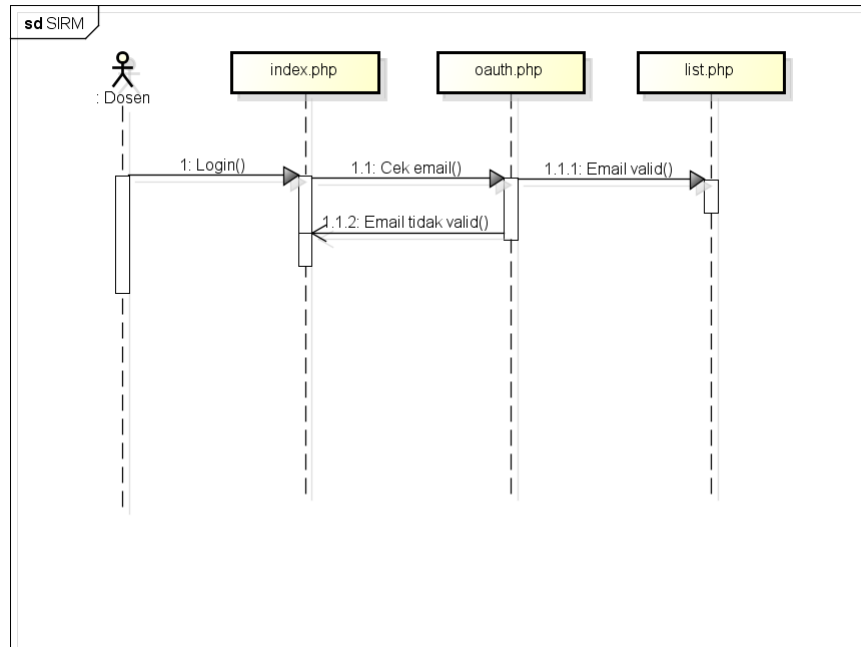 sd SIRM
: Dosen
index.php
oauth.php
list.php
1: Login()
1.1: Cek email()
1.1.1: Email valid()
1.1.2: Email tidak valid()